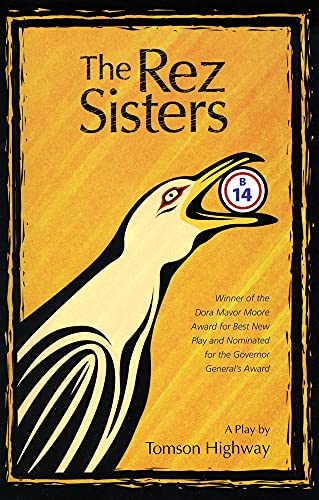 The Rez
Sisters
B
14
Winner of the
Dora Mavor Moore
Award for Best New
Play and Nominated
for the Governor
General's Award
A Play by
Tomson Highway